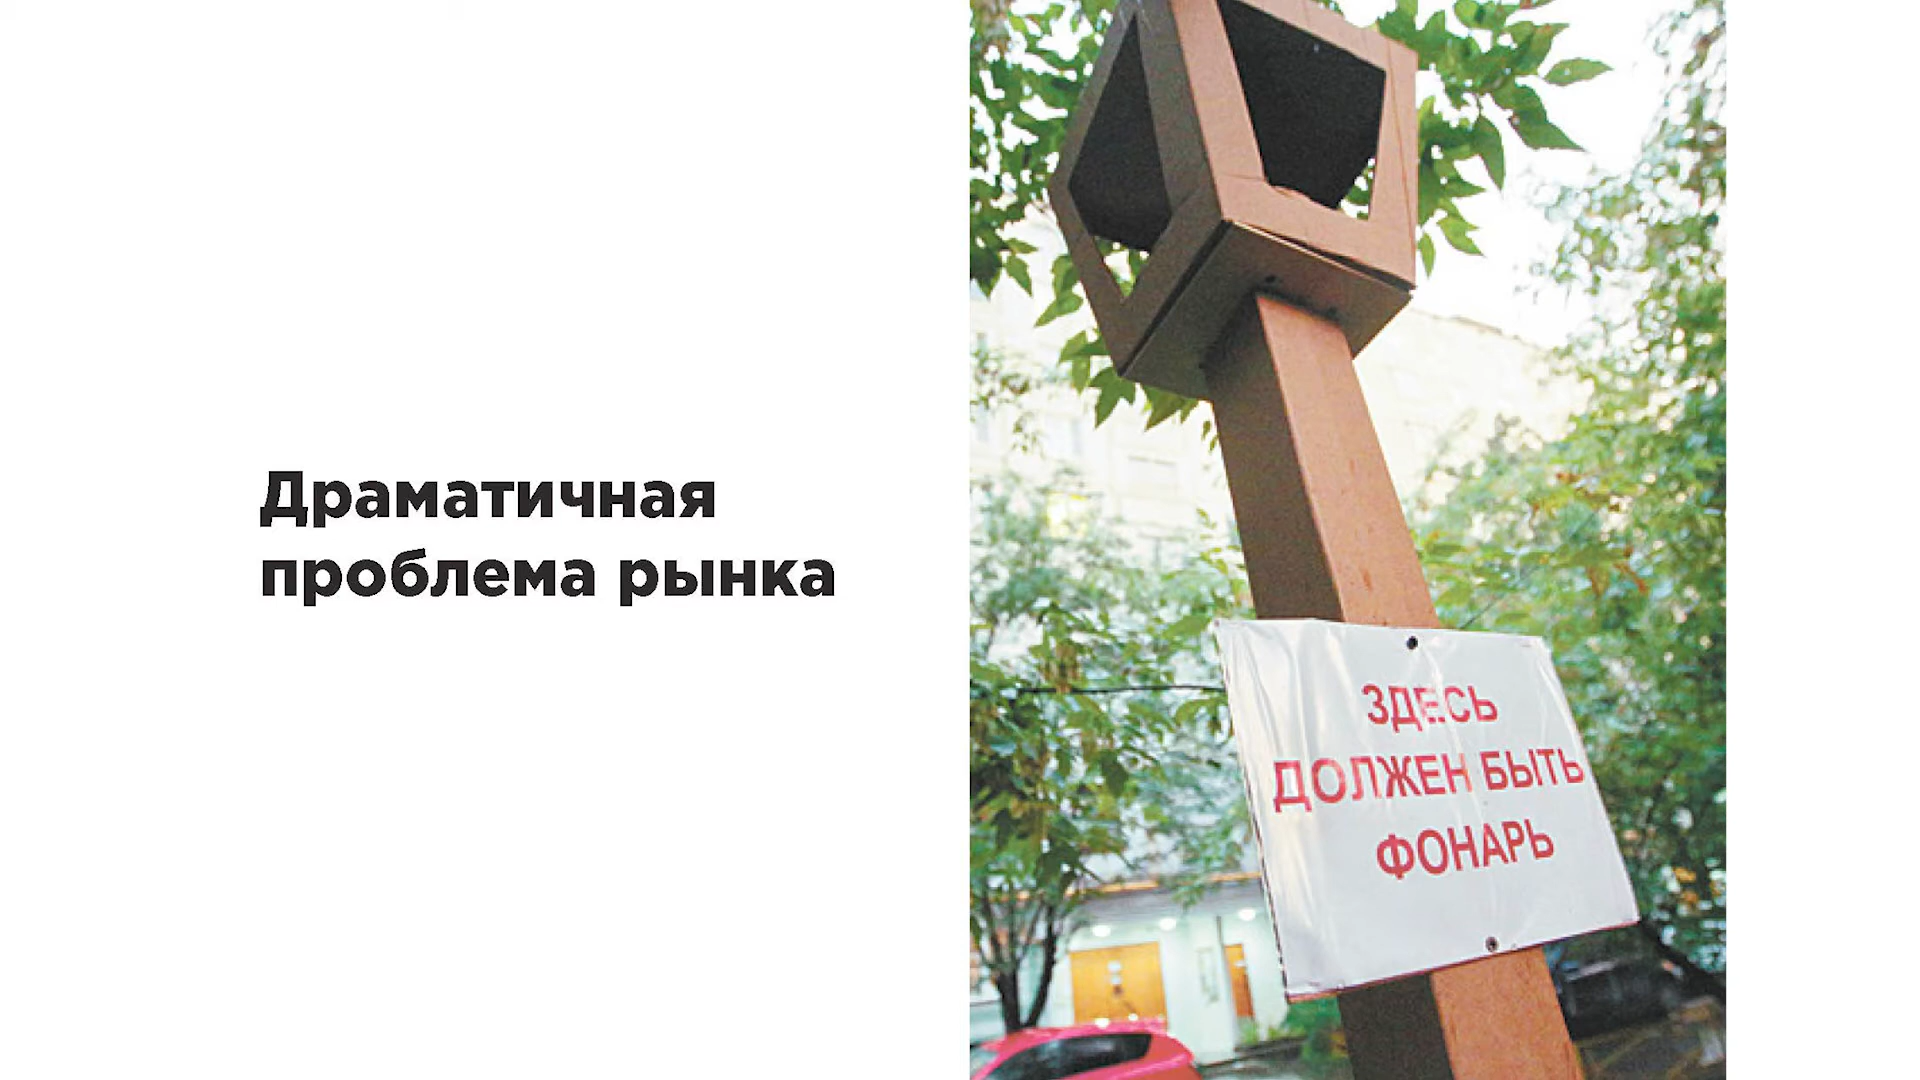 Драматичная
проблема рынка
ЗДЕСЬ
ДОЛЖЕН БЫТЬ
ФОНАРЬ